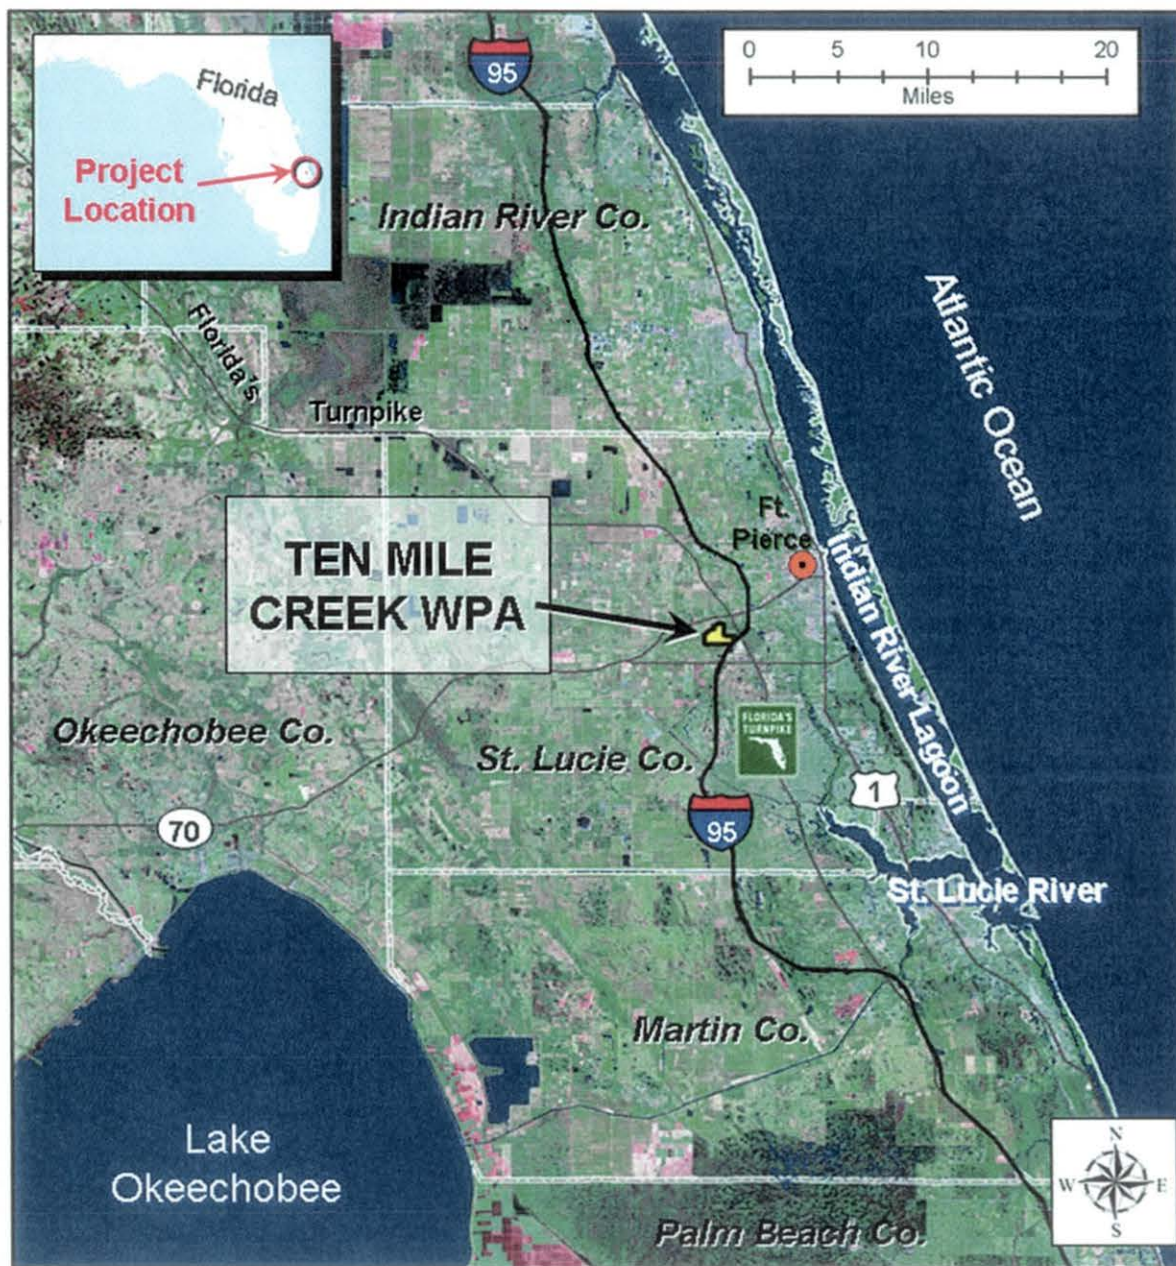 Florida
Project
Location
95
0 5 10 20
Miles
Indian River Co.
Atlantic Ocean
Florida's
Turnpike
Ft.
Pierce
TEN MILE
CREEK WPA
Indian River Lagoon
Okeechobee Co.
St. Lucie Co.
FLORIDA'S
TURNPIKE
1
70
95
St. Lucie River
Martin Co.
Lake
Okeechobee
N
W E
S
Palm Beach Co.